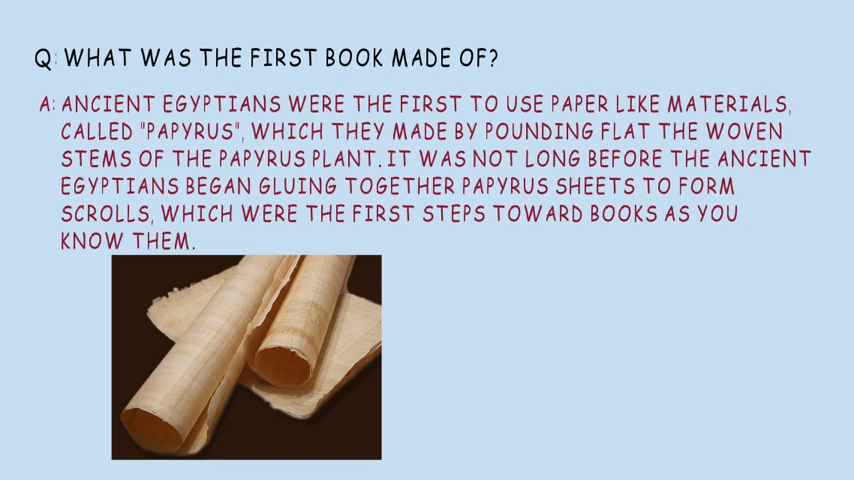 Q: WHAT WAS THE FIRST BOOK MADE OF?
A: ANCIENT EGYPTIANS WERE THE FIRST TO USE PAPER LIKE MATERIALS,
CALLED "PAPYRUS", WHICH THEY MADE BY POUNDING FLAT THE WOVEN
STEMS OF THE PAPYRUS PLANT. IT WAS NOT LONG BEFORE THE ANCIENT
EGYPTIANS BEGAN GLUING TOGETHER PAPYRUS SHEETS TO FORM
SCROLLS, WHICH WERE THE FIRST STEPS TOWARD BOOKS AS YOU
KNOW THEM.